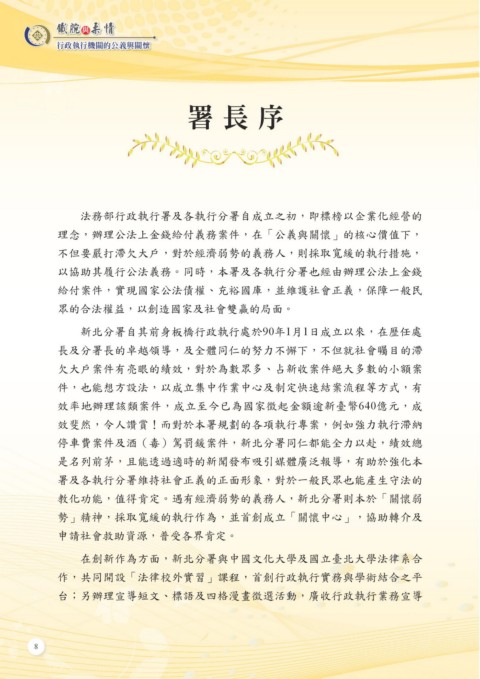 鐵腕與柔情
行政執行機關的公義與關懷
署長序
法務部行政執行署及各執行分署自成立之初，即標榜以企業化經營的
理念，辦理公法上金錢給付義務案件，在「公義與關懷」的核心價值下，
不但要嚴打滯欠大戶，對於經濟弱勢的義務人，則採取寬緩的執行措施，
以協助其履行公法義務。同時，本署及各執行分署也經由辦理公法上金錢
給付案件，實現國家公法債權、充裕國庫，並維護社會正義，保障一般民
眾的合法權益，以創造國家及社會雙贏的局面。
新北分署自其前身板橋行政執行處於90年1月1日成立以來，在歷任處
長及分署長的卓越領導，及全體同仁的努力不懈下，不但就社會矚目的滯
欠大戶案件有亮眼的績效，對於為數眾多、占新收案件絕大多數的小額案
件，也能想方設法，以成立集中作業中心及制定快速結案流程等方式，有
效率地辦理該類案件，成立至今已為國家徵起金額逾新臺幣640億元，成
效斐然，令人讚賞！而對於本署規劃的各項執行專案，例如強力執行滯納
停車費案件及酒（毒）駕罰鍰案件，新北分署同仁都能全力以赴，績效總
是名列前茅，且能透過適時的新聞發布吸引媒體廣泛報導，有助於強化本
署及各執行分署維持社會正義的正面形象，對於一般民眾也能產生守法的
教化功能，值得肯定。遇有經濟弱勢的義務人，新北分署則本於「關懷弱
勢」精神，採取寬緩的執行作為，並首創成立「關懷中心」，協助轉介及
申請社會救助資源，普受各界肯定。
在創新作為方面，新北分署與中國文化大學及國立臺北大學法律系合
作，共同開設「法律校外實習」課程，首創行政執行實務與學術結合之平
台；另辦理宣導短文、標語及四格漫畫徵選活動，廣收行政執行業務宣導
8